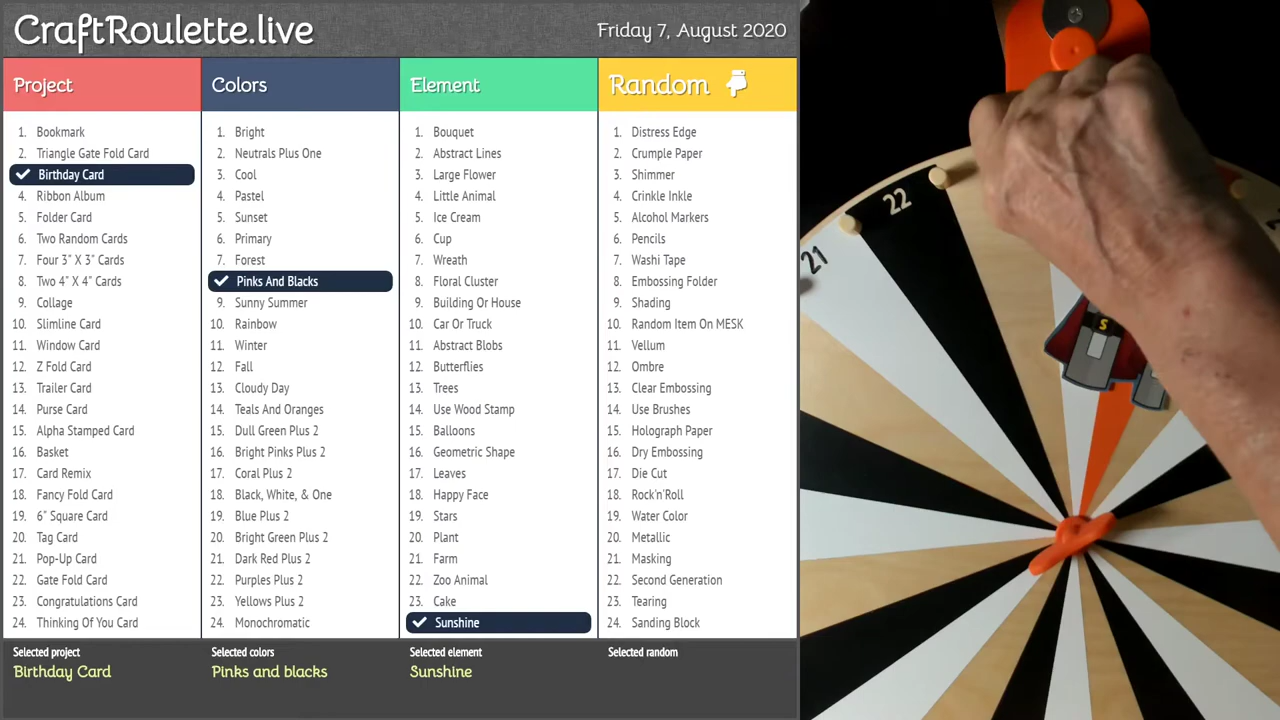 CraftRoulette.live
Friday 7, August 2020
Project
1. Bookmark
2. Triangle Gate Fold Card
Birthday Card
4. Ribbon Album
5. Folder Card
6. Two Random Cards
7. Four 3" X 3" Cards
8. Two 4" X 4" Cards
9. Collage
10. Slimline Card
11. Window Card
12. Z Fold Card
13. Trailer Card
14. Purse Card
15. Alpha Stamped Card
16. Basket
17. Card Remix
18. Fancy Fold Card
19. 6" Square Card
20. Tag Card
21. Pop-Up Card
22. Gate Fold Card
23. Congratulations Card
24. Thinking Of You Card
Selected project
Birthday Card
Colors
1. Bright
2. Neutrals Plus One
3. Cool
4. Pastel
5. Sunset
6. Primary
7. Forest
Pinks And Blacks
9. Sunny Summer
10. Rainbow
11. Winter
12. Fall
13. Cloudy Day
14. Teals And Oranges
15. Dull Green Plus 2
16. Bright Pinks Plus 2
17. Coral Plus 2
18. Black, White, & One
19. Blue Plus 2
20. Bright Green Plus 2
21. Dark Red Plus 2
22. Purples Plus 2
23. Yellows Plus 2
24. Monochromatic
Selected colors
Pinks and blacks
Element
1. Bouquet
2. Abstract Lines
3. Large Flower
4. Little Animal
5. Ice Cream
6. Cup
7. Wreath
8. Floral Cluster
9. Building Or House
10. Car Or Truck
11. Abstract Blobs
12. Butterflies
13. Trees
14. Use Wood Stamp
15. Balloons
16. Geometric Shape
17. Leaves
18. Happy Face
19. Stars
20. Plant
21. Farm
22. Zoo Animal
23. Cake
Sunshine
Selected element
Sunshine
Random
1. Distress Edge
2. Crumple Paper
3. Shimmer
4. Crinkle Inkle
5. Alcohol Markers
6. Pencils
7. Washi Tape
8. Embossing Folder
9. Shading
10. Random Item On MESK
11. Vellum
12. Ombre
13. Clear Embossing
14. Use Brushes
15. Holograph Paper
16. Dry Embossing
17. Die Cut
18. Rock'n'Roll
19. Water Color
20. Metallic
21. Masking
22. Second Generation
23. Tearing
24. Sanding Block
Selected random
21
22
S